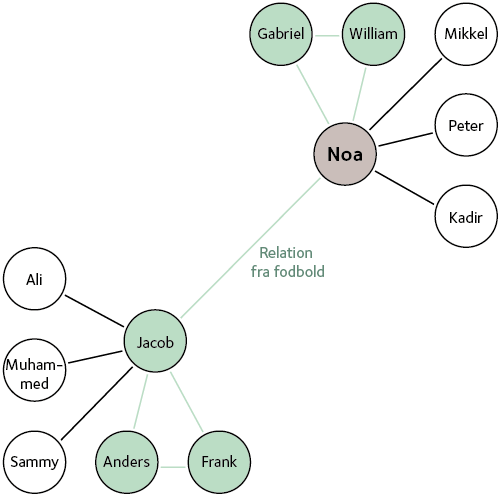 Gabriel
William
Mikkel
Peter
Noa
Kadir
Relation
fra fodbold
Ali
Jacob
Muham-
med
Sammy
Anders
Frank